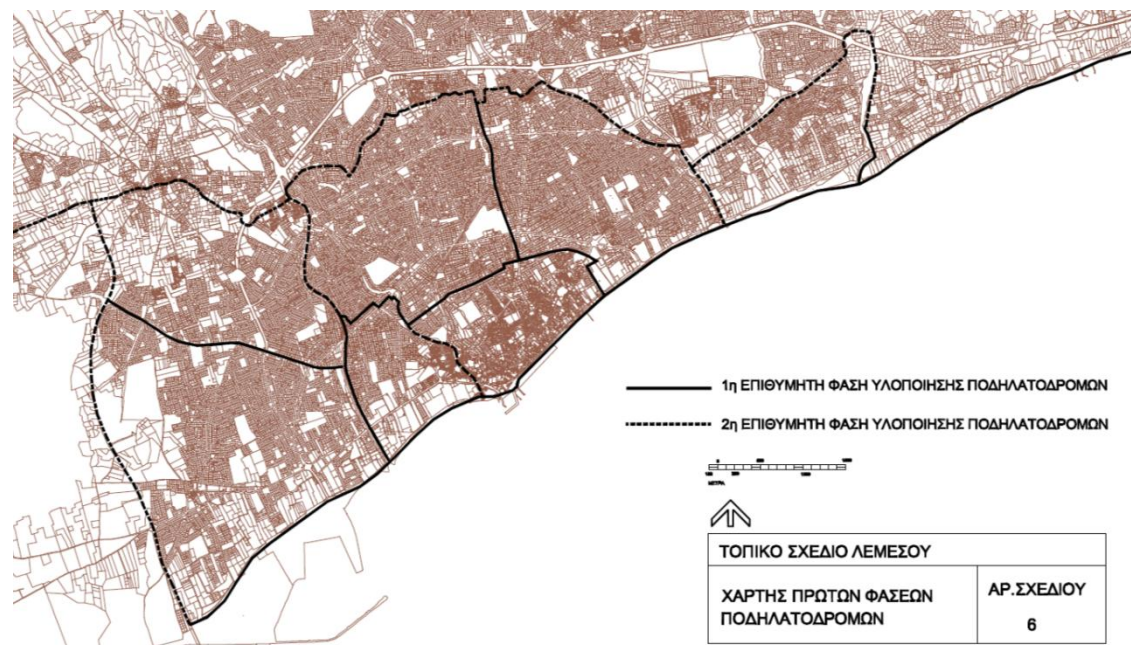 1η ΕΠΙΘΥΜΗΤΗ ΦΑΣΗ ΥΛΟΠΟΙΗΣΗΣ ΠΟΔΗΛΑΤΟΔΡΟΜΩΝ
2η ΕΠΙΘΥΜΗΤΗ ΦΑΣΗ ΥΛΟΠΟΙΗΣΗΣ ΠΟΔΗΛΑΤΟΔΡΟΜΩΝ
ΜΕΤΡΑ
ΤΟΠΙΚΟ ΣΧΕΔΙΟ ΛΕΜΕΣΟΥ
ΧΑΡΤΗΣ ΠΡΩΤΩΝ ΦΑΣΕΩΝ
ΠΟΔΗΛΑΤΟΔΡΟΜΩΝ
ΑΡ.ΣΧΕΔΙΟΥ
6